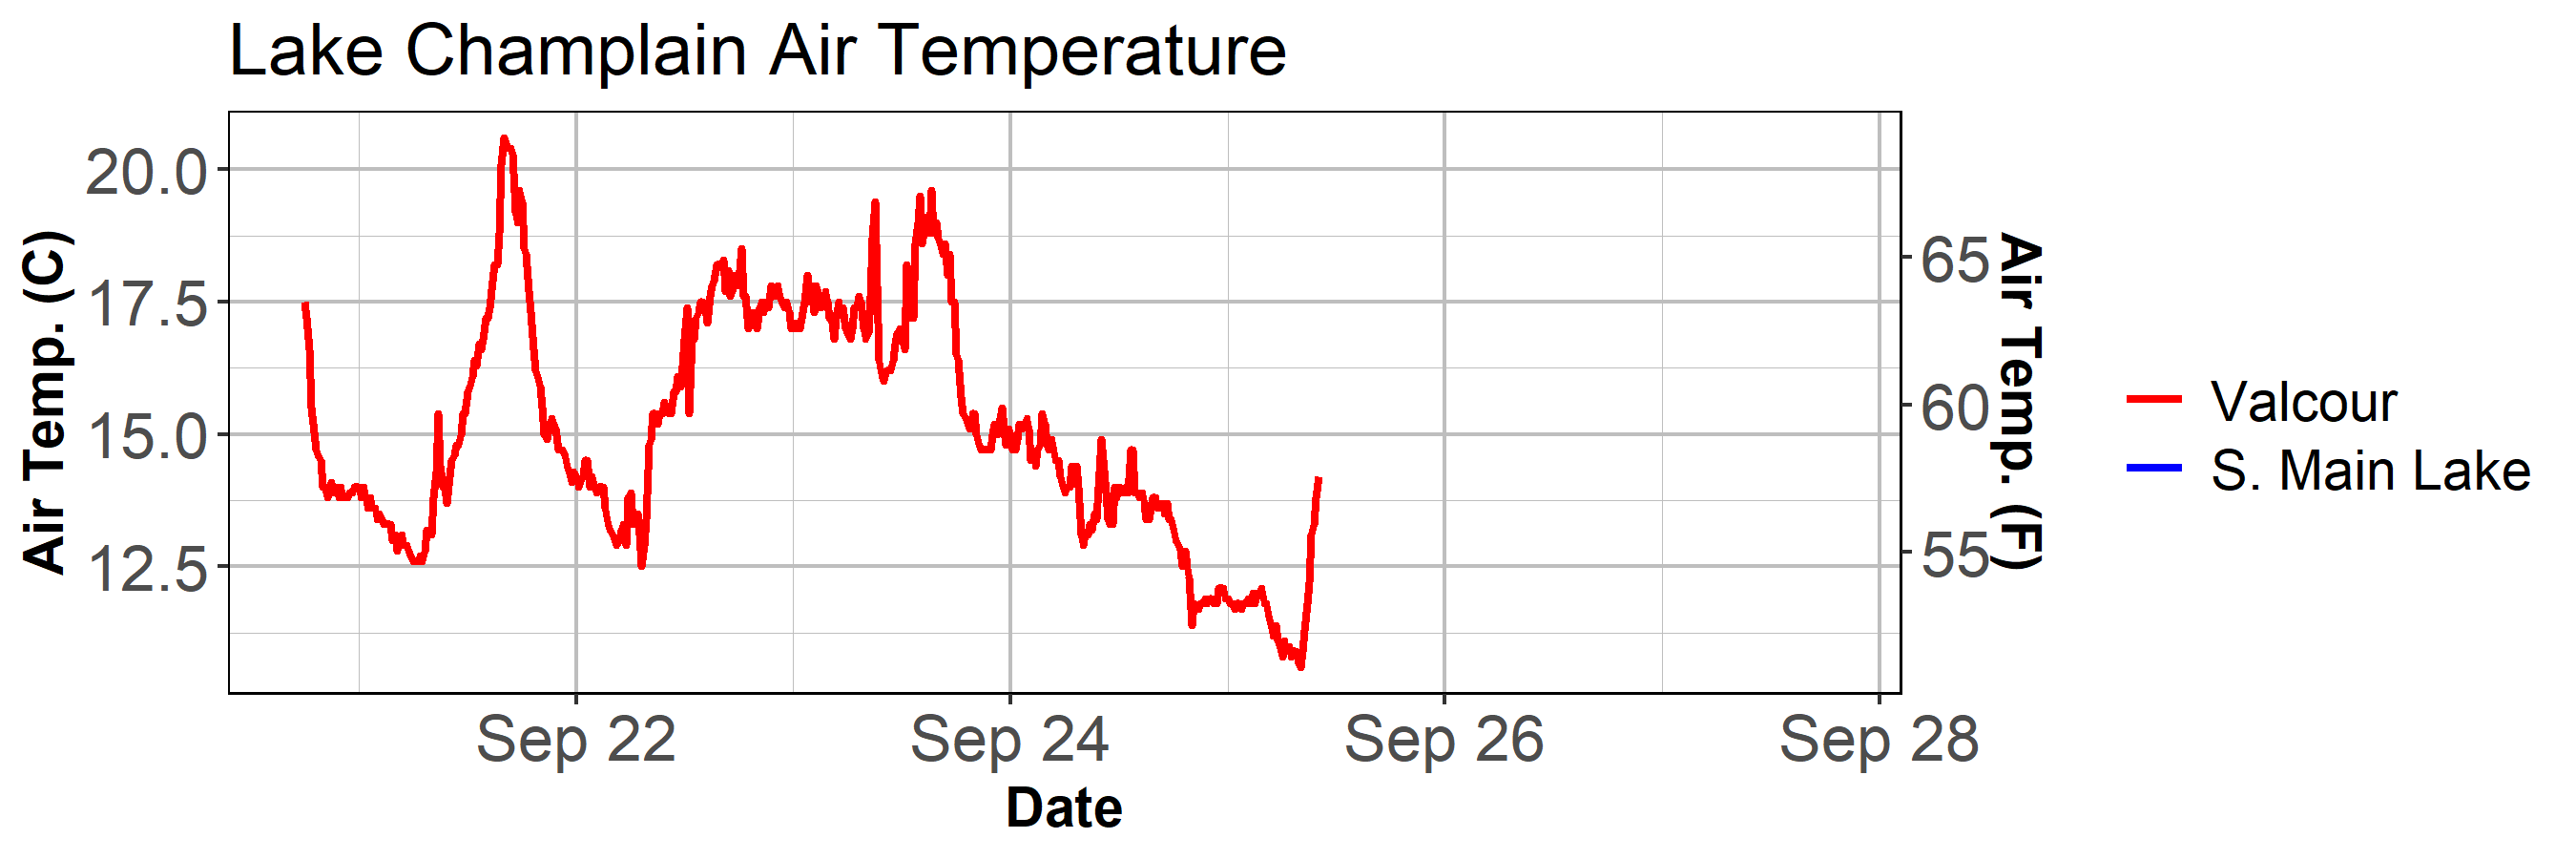 Lake Champlain Air Temperature
Air Temp. (C)
20.0
17.5
15.0
12.5
65
60
55
Air Temp. (F)
Valcour
S. Main Lake
Sep 22
Sep 24
Sep 26
Sep 28
Date